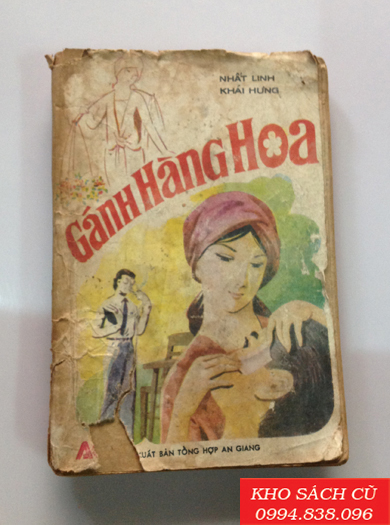 NHẤT LINH
KHÁI HƯNG
GÁNH HÀNG HOA
XUẤT BẢN TỔNG HỢP AN GIANG
KHO SÁCH CŨ
0994.838.096